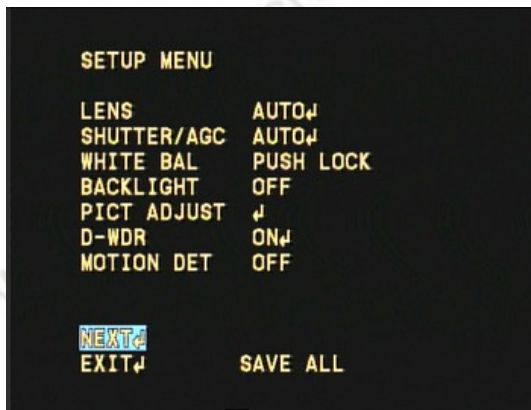 SETUP MENU
LENS AUTO↲
SHUTTER/AGC AUTO↲
WHITE BAL PUSH LOCK
BACKLIGHT OFF
PICT ADJUST ↲
D-WDR ON↲
MOTION DET OFF
NEXT↲
EXIT↲ SAVE ALL